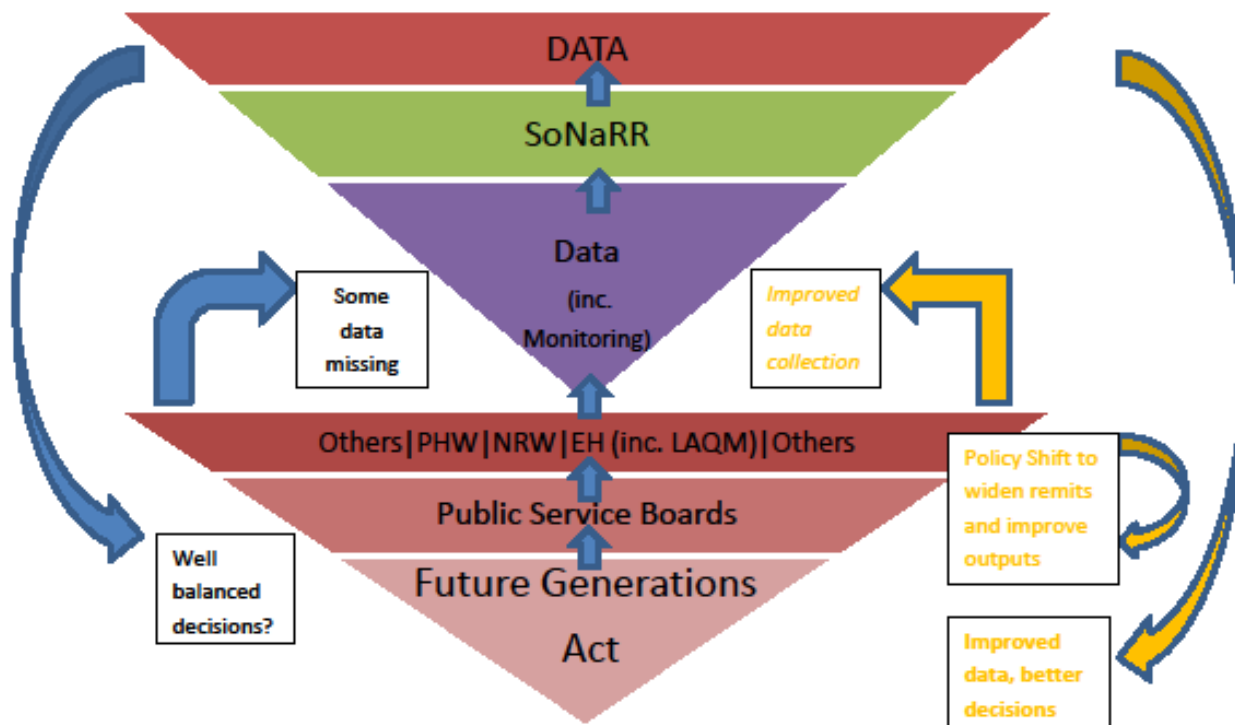 DATA
SoNaRR
Data
(inc.
Monitoring)
Some
data
missing
Improved
data
collection
Others|PHW|NRW|EH (inc. LAQM)|Others
Public Service Boards
Future Generations
Act
Well
balanced
decisions?
Policy Shift to
widen remits
and improve
outputs
Improved
data, better
decisions